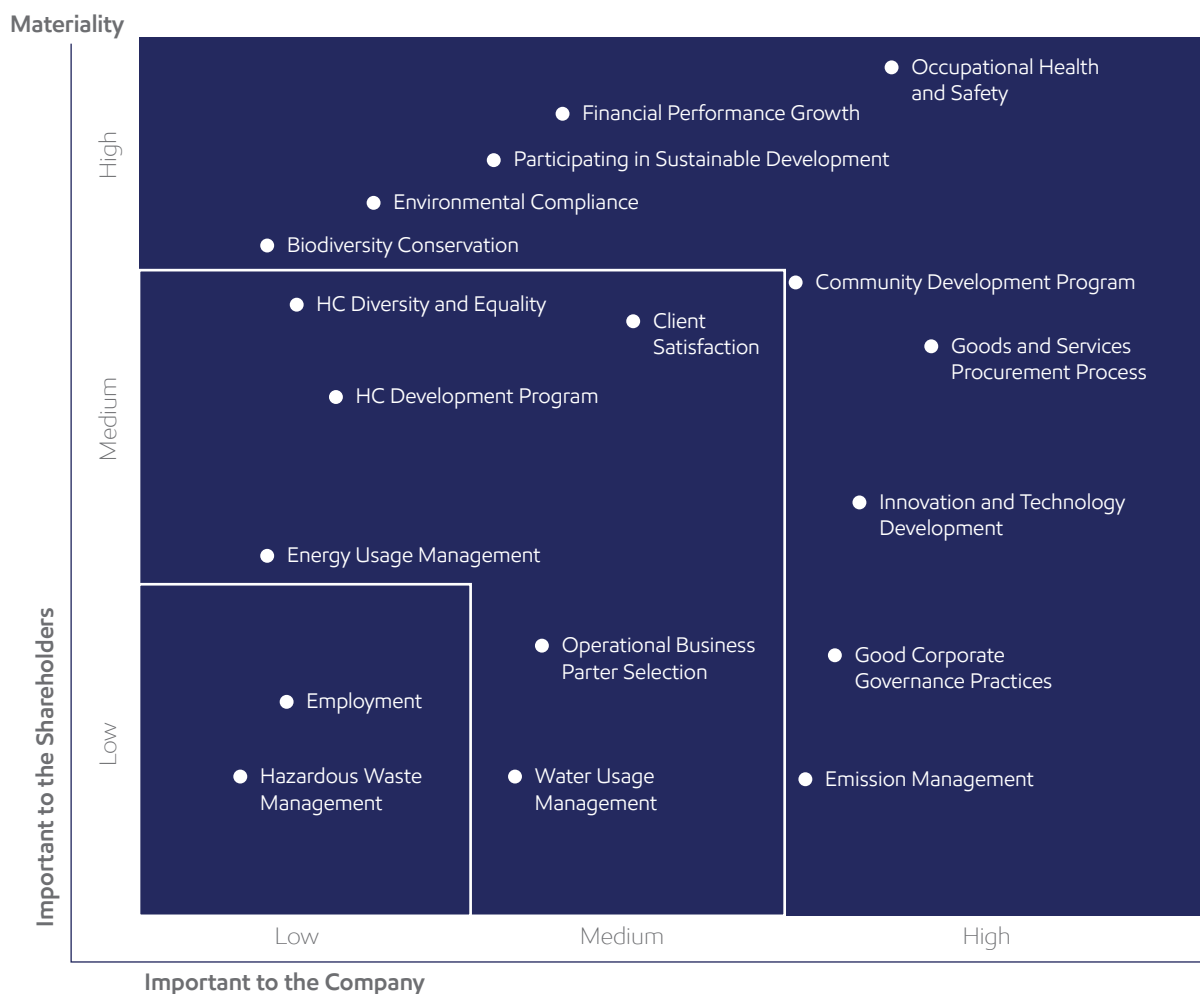 Materiality
High
Medium
Low
Important to the Shareholders
Occupational Health
and Safety
Financial Performance Growth
Participating in Sustainable Development
Environmental Compliance
Biodiversity Conservation
Community Development Program
HC Diversity and Equality
Client
Satisfaction
Goods and Services
Procurement Process
HC Development Program
Innovation and Technology
Development
Energy Usage Management
Operational Business
Parter Selection
Good Corporate
Governance Practices
Employment
Hazardous Waste
Management
Water Usage
Management
Emission Management
Low
Medium
High
Important to the Company